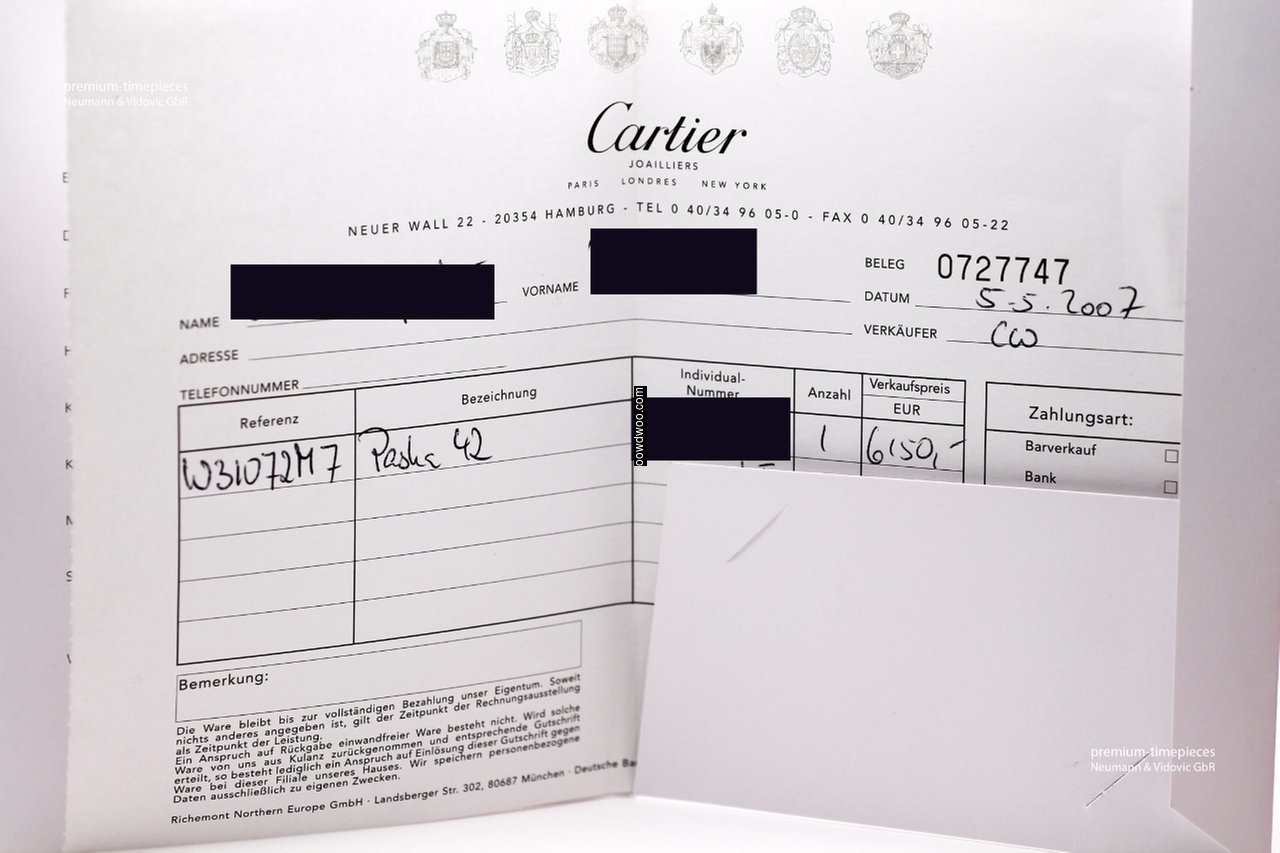 premium-timepieces
Neumann & Vidovic GbR
Cartier
JOAILLIERS
PARIS LONDRES NEW YORK
NEUER WALL 22 - 20354 HAMBURG - TEL 0 40/34 96 05-0 - FAX 0 40/34 96 05-22
BELEG 0727747
NAME VORNAME DATUM 5-5.2007
ADRESSE VERKÄUFER CW
TELEFONNUMMER
Referenz Bezeichnung Individual-Nummer Anzahl Verkaufspreis EUR Zahlungsart:
W31072M7 Pasha 42 1 6150,- Barverkauf
Bank
powdwoo.com
Bemerkung:
Die Ware bleibt bis zur vollständigen Bezahlung unser Eigentum. Soweit
nichts anderes angegeben ist, gilt der Zeitpunkt der Rechnungsausstellung
als Zeitpunkt der Leistung.
Ein Anspruch auf Rückgabe einwandfreier Ware besteht nicht. Wird solche
Ware von uns aus Kulanz zurückgenommen und entsprechende Gutschrift
erteilt, so besteht lediglich ein Anspruch auf Einlösung dieser Gutschrift gegen
Ware bei dieser Filiale unseres Hauses. Wir speichern personenbezogene
Daten ausschließlich zu eigenen Zwecken.
Richemont Northern Europe GmbH · Landsberger Str. 302, 80687 München · Deutsche Ba
premium-timepieces
Neumann & Vidovic GbR